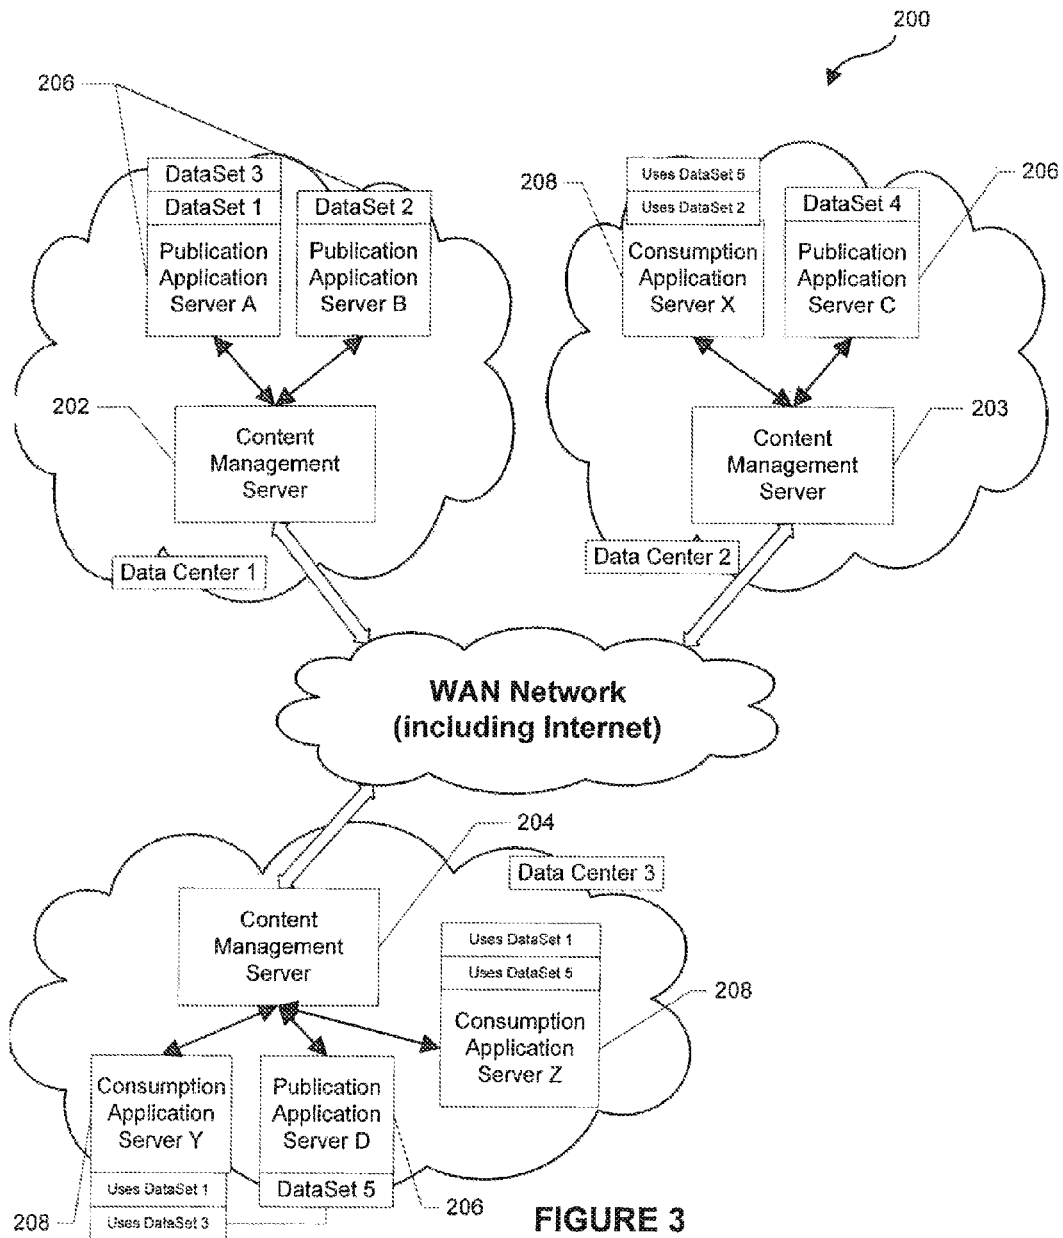 200
206
DataSet 3
DataSet 1
Publication
Application
Server A
DataSet 2
Publication
Application
Server B
202
Content
Management
Server
Data Center 1
208
Uses DataSet 5
Uses DataSet 2
Consumption
Application
Server X
DataSet 4
Publication
Application
Server C
206
203
Content
Management
Server
Data Center 2
WAN Network
(including Internet)
204
Data Center 3
Content
Management
Server
Uses DataSet 1
Uses DataSet 5
Consumption
Application
Server Z
208
Consumption
Application
Server Y
Uses DataSet 1
Uses DataSet 3
208
Publication
Application
Server D
DataSet 5
206
FIGURE 3